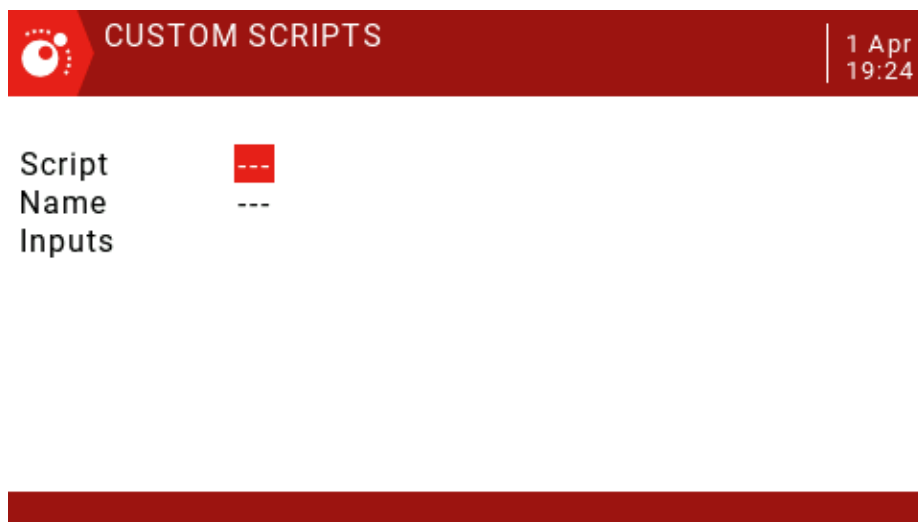 CUSTOM SCRIPTS
1 Apr
19:24
Script ---
Name ---
Inputs